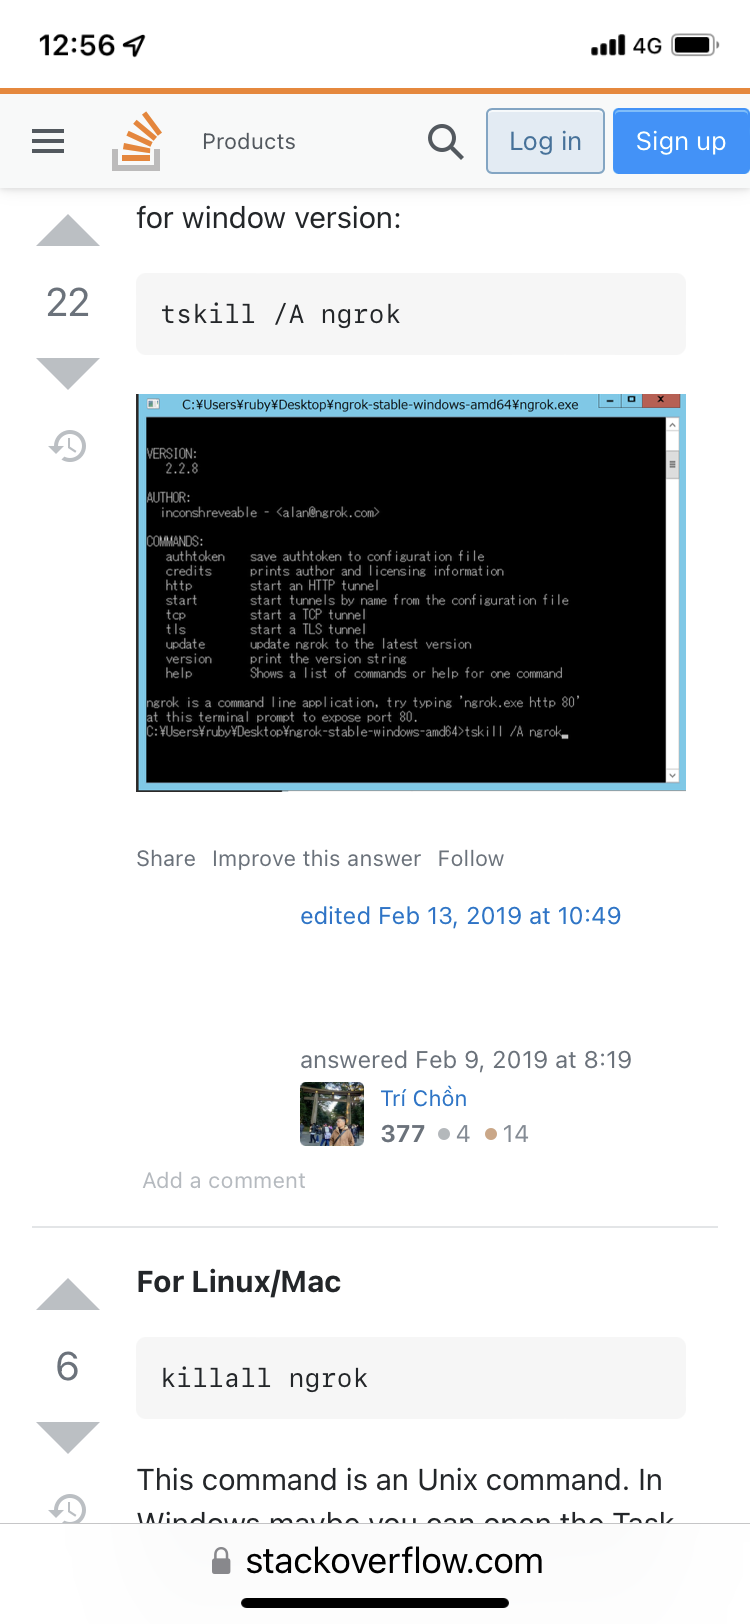 12:56
4G
Products
Log in
Sign up
for window version:
22
tskill /A ngrok
C:¥Users¥ruby¥Desktop¥ngrok-stable-windows-amd64¥ngrok.exe
VERSION:
2.2.8
AUTHOR:
inconshreveable - <alan@ngrok.com>
COMMANDS:
authtoken save authtoken to configuration file
credits prints author and licensing information
http start an HTTP tunnel
start start tunnels by name from the configuration file
tcp start a TCP tunnel
tls start a TLS tunnel
update update ngrok to the latest version
version print the version string
help Shows a list of commands or help for one command
ngrok is a command line application, try typing 'ngrok.exe http 80'
at this terminal prompt to expose port 80.
C:¥Users¥ruby¥Desktop¥ngrok-stable-windows-amd64>tskill /A ngrok_
Share Improve this answer Follow
edited Feb 13, 2019 at 10:49
answered Feb 9, 2019 at 8:19
Trí Chồn
377 4 14
Add a comment
For Linux/Mac
6
killall ngrok
This command is an Unix command. In
Windows maybe you can open the Task
stackoverflow.com